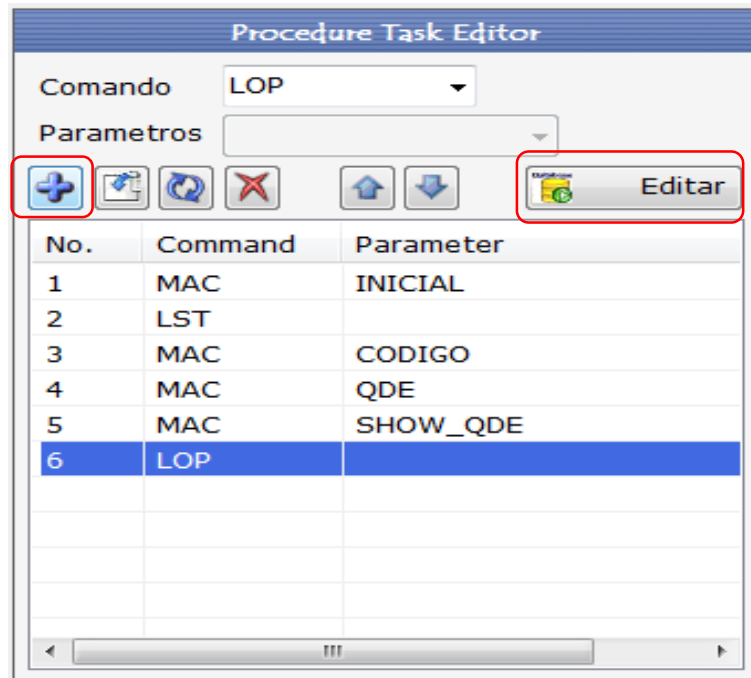 Procedure Task Editor
Comando LOP
Parametros
Editar
No. Command Parameter
1 MAC INICIAL
2 LST
3 MAC CODIGO
4 MAC QDE
5 MAC SHOW_QDE
6 LOP